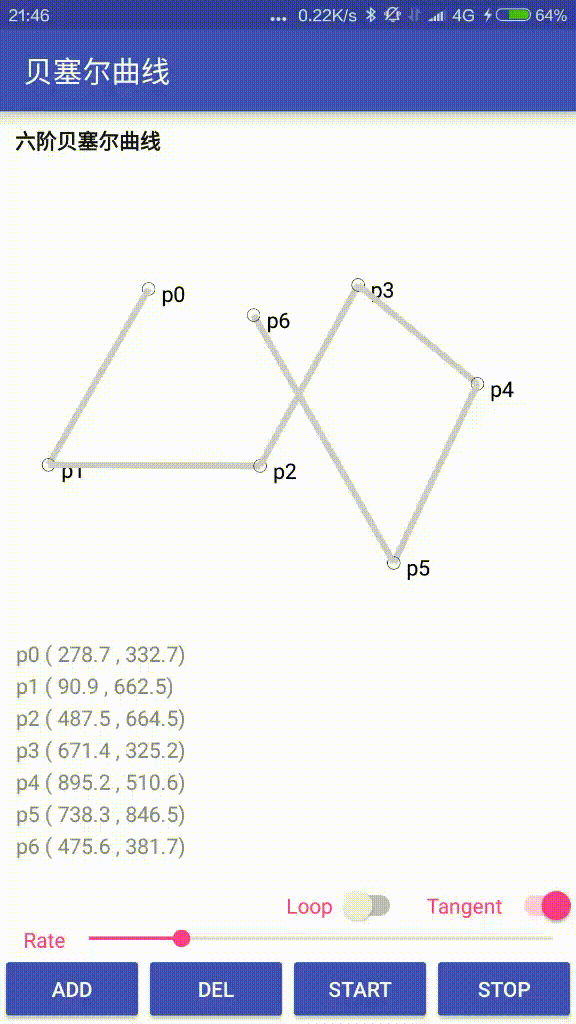 21:46 ... 0.22K/s 4G 64%
贝塞尔曲线
六阶贝塞尔曲线
p0
p3
p6
p4
p1
p2
p5
p0 ( 278.7 , 332.7)
p1 ( 90.9 , 662.5)
p2 ( 487.5 , 664.5)
p3 ( 671.4 , 325.2)
p4 ( 895.2 , 510.6)
p5 ( 738.3 , 846.5)
p6 ( 475.6 , 381.7)
Loop Tangent
Rate
ADD DEL START STOP